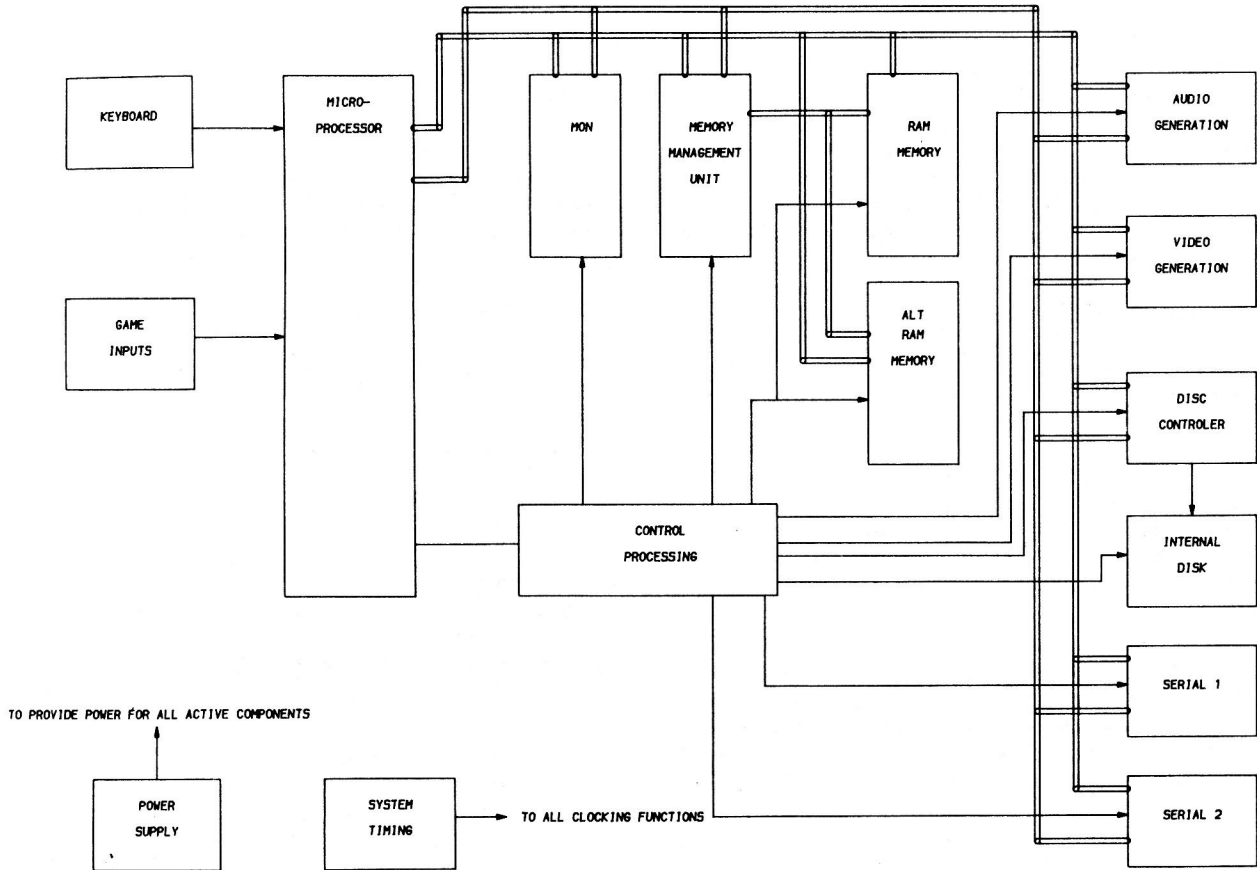 KEYBOARD
MICRO-
PROCESSOR
MON
MEMORY
MANAGEMENT
UNIT
RAM
MEMORY
AUDIO
GENERATION
VIDEO
GENERATION
GAME
INPUTS
ALT
RAM
MEMORY
DISC
CONTROLER
CONTROL
PROCESSING
INTERNAL
DISK
SERIAL 1
TO PROVIDE POWER FOR ALL ACTIVE COMPONENTS
POWER
SUPPLY
SYSTEM
TIMING
TO ALL CLOCKING FUNCTIONS
SERIAL 2